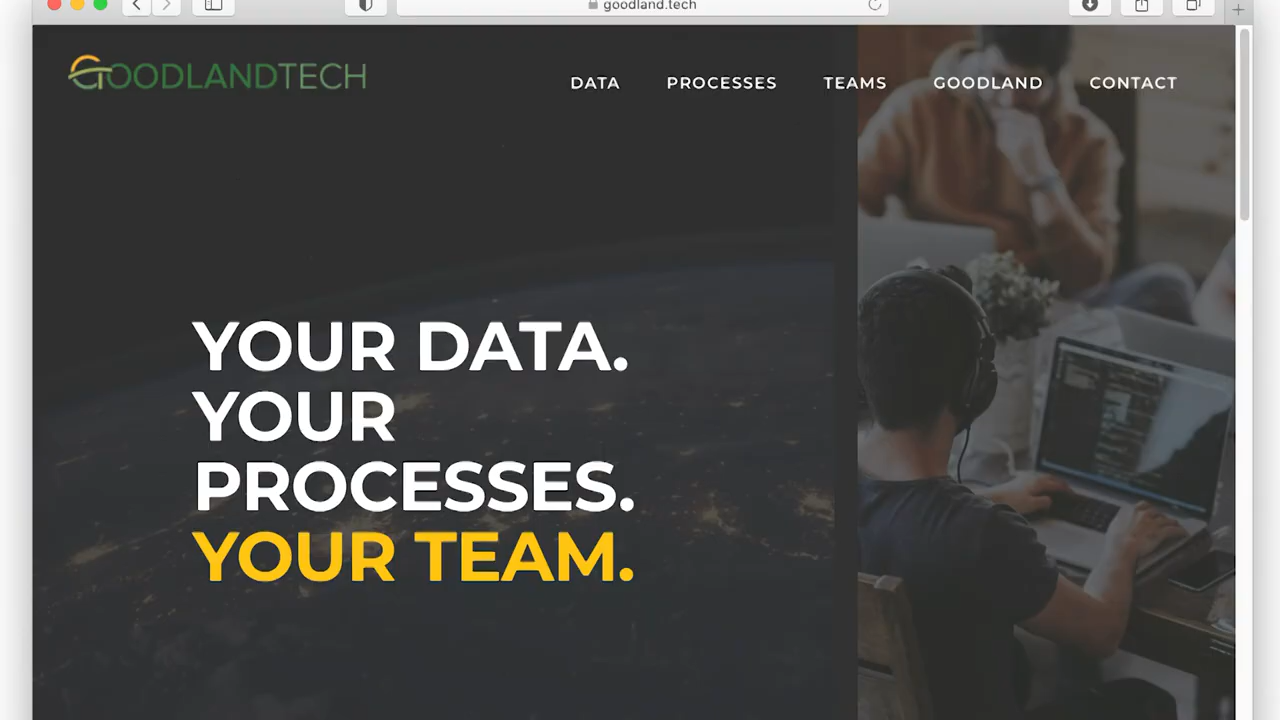 goodland.tech
GOODLANDTECH
DATA PROCESSES TEAMS GOODLAND CONTACT
YOUR DATA.
YOUR
PROCESSES.
YOUR TEAM.